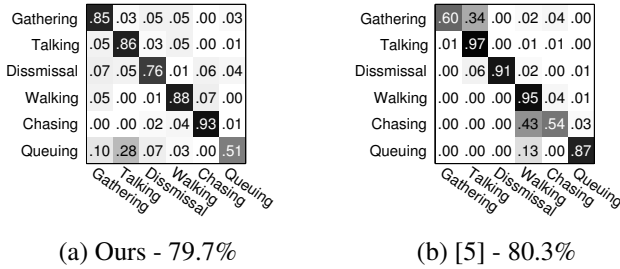 Gathering .85 .03 .05 .05 .00 .03
Talking .05 .86 .03 .05 .00 .01
Dissmissal .07 .05 .76 .01 .06 .04
Walking .05 .00 .01 .88 .07 .00
Chasing .00 .00 .02 .04 .93 .01
Queuing .10 .28 .07 .03 .00 .51
Gathering Talking Dissmissal Walking Chasing Queuing
(a) Ours - 79.7%
Gathering .60 .34 .00 .02 .04 .00
Talking .01 .97 .00 .01 .01 .00
Dissmissal .00 .06 .91 .02 .00 .01
Walking .00 .00 .00 .95 .04 .01
Chasing .00 .00 .00 .43 .54 .03
Queuing .00 .00 .00 .13 .00 .87
Gathering Talking Dissmissal Walking Chasing Queuing
(b) [5] - 80.3%